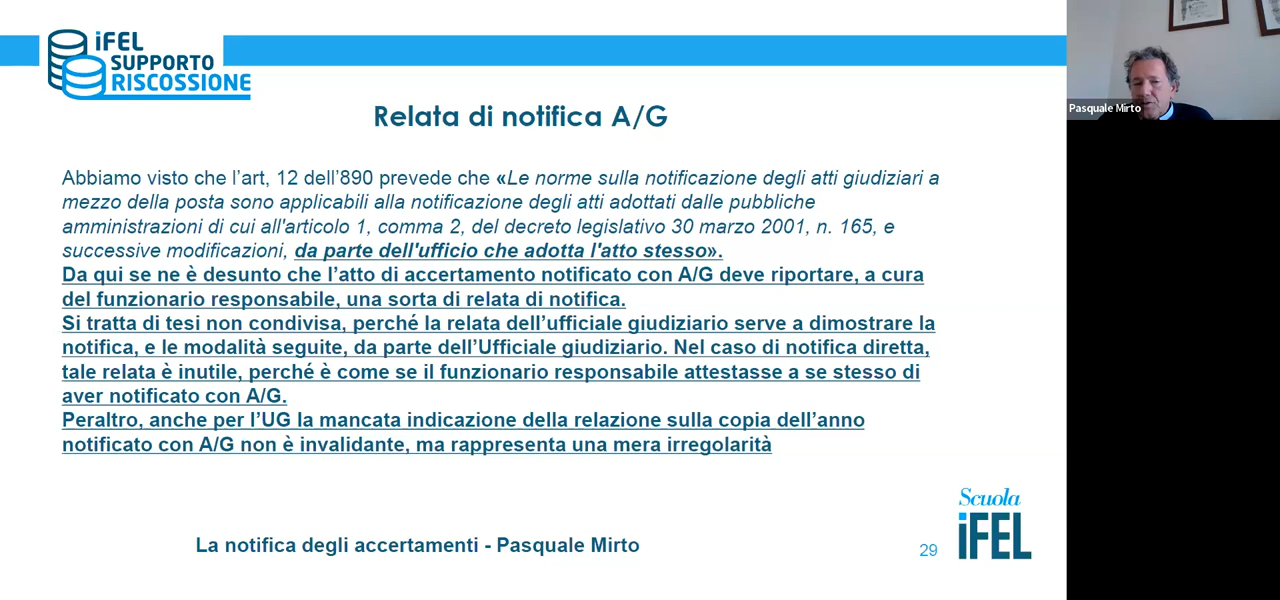 iFEL
SUPPORTO
RISCOSSIONE
Relata di notifica A/G
Abbiamo visto che l'art, 12 dell'890 prevede che «Le norme sulla notificazione degli atti giudiziari a
mezzo della posta sono applicabili alla notificazione degli atti adottati dalle pubbliche
amministrazioni di cui all'articolo 1, comma 2, del decreto legislativo 30 marzo 2001, n. 165, e
successive modificazioni, da parte dell'ufficio che adotta l'atto stesso».
Da qui se ne è desunto che l'atto di accertamento notificato con A/G deve riportare, a cura
del funzionario responsabile, una sorta di relata di notifica.
Si tratta di tesi non condivisa, perché la relata dell'ufficiale giudiziario serve a dimostrare la
notifica, e le modalità seguite, da parte dell'Ufficiale giudiziario. Nel caso di notifica diretta,
tale relata è inutile, perché è come se il funzionario responsabile attestasse a se stesso di
aver notificato con A/G.
Peraltro, anche per l'UG la mancata indicazione della relazione sulla copia dell'anno
notificato con A/G non è invalidante, ma rappresenta una mera irregolarità
La notifica degli accertamenti - Pasquale Mirto
29
Scuola
iFEL
Pasquale Mirto